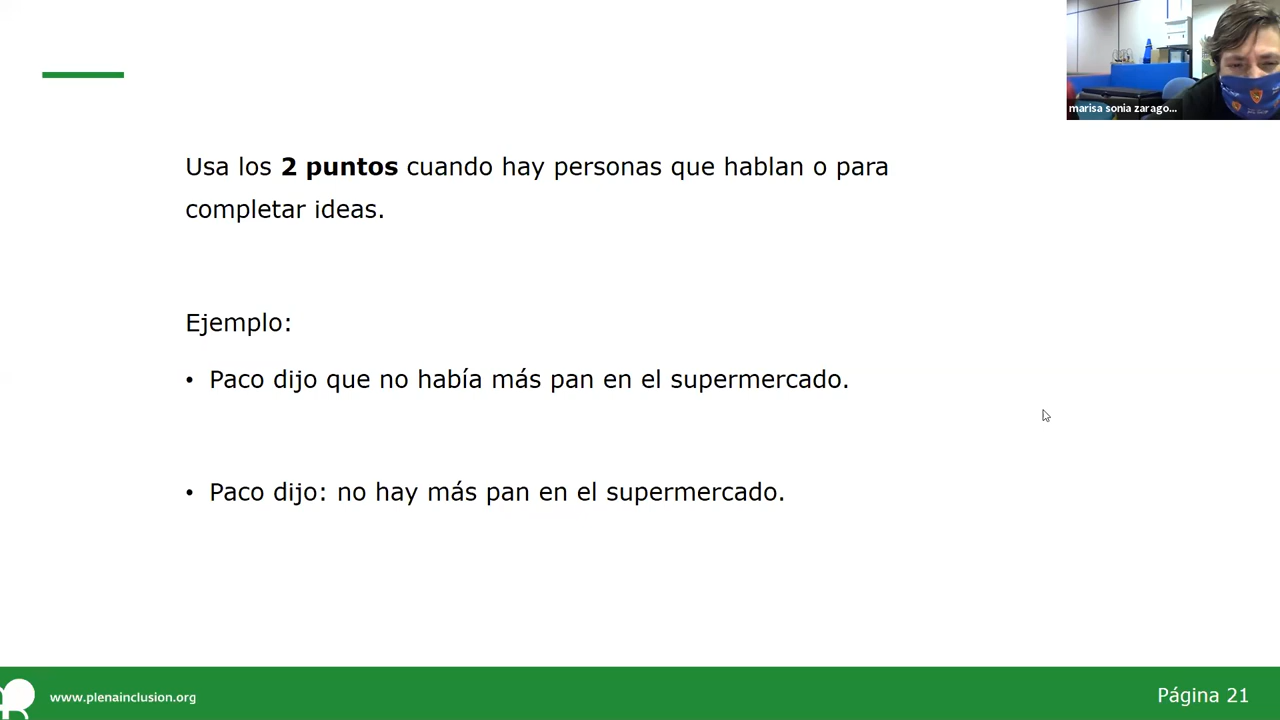 marisa sonia zarago...
Usa los 2 puntos cuando hay personas que hablan o para
completar ideas.
Ejemplo:
• Paco dijo que no había más pan en el supermercado.
• Paco dijo: no hay más pan en el supermercado.
www.plenainclusion.org
Página 21